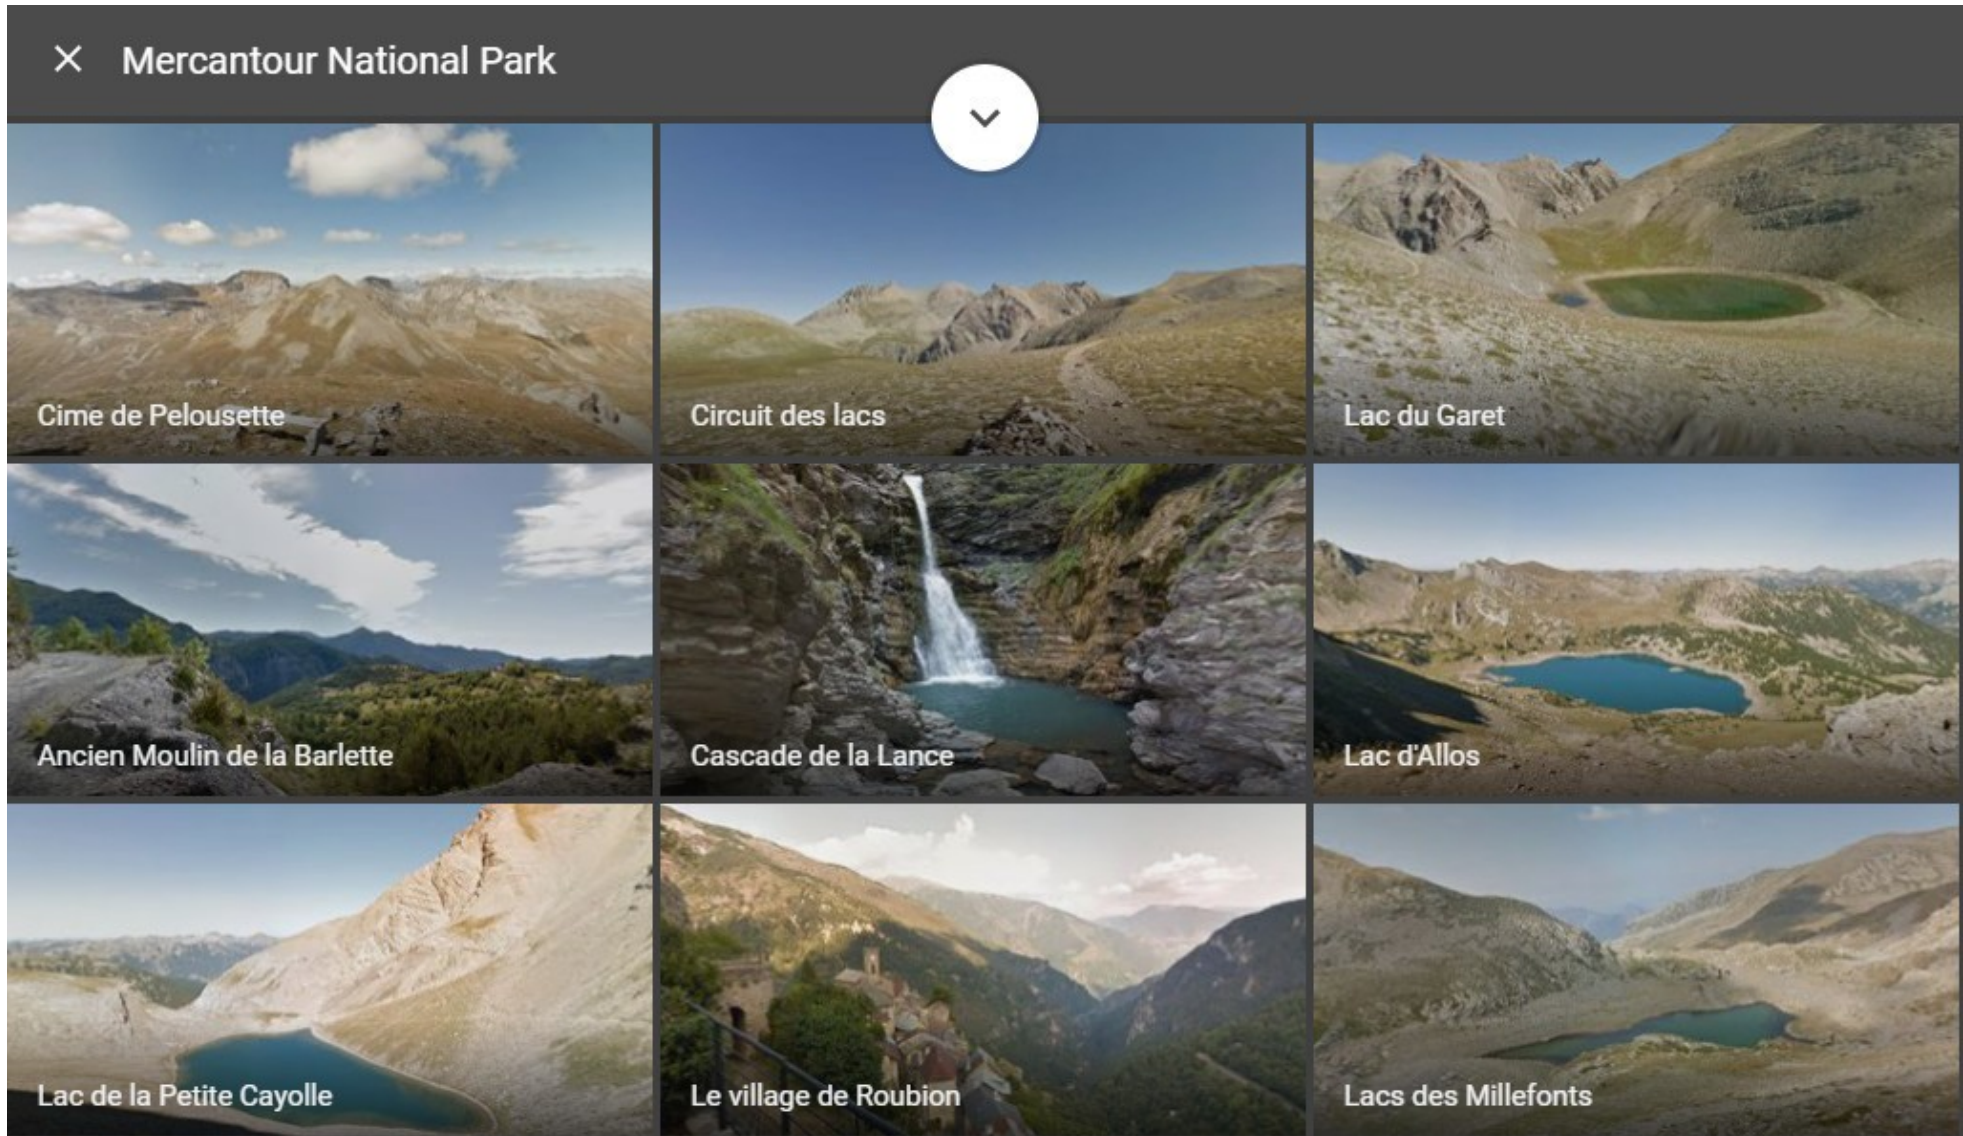 Mercantour National Park
Cime de Pelousette
Circuit des lacs
Lac du Garet
Ancien Moulin de la Barlette
Cascade de la Lance
Lac d'Allos
Lac de la Petite Cayolle
Le village de Roubion
Lacs des Millefonts